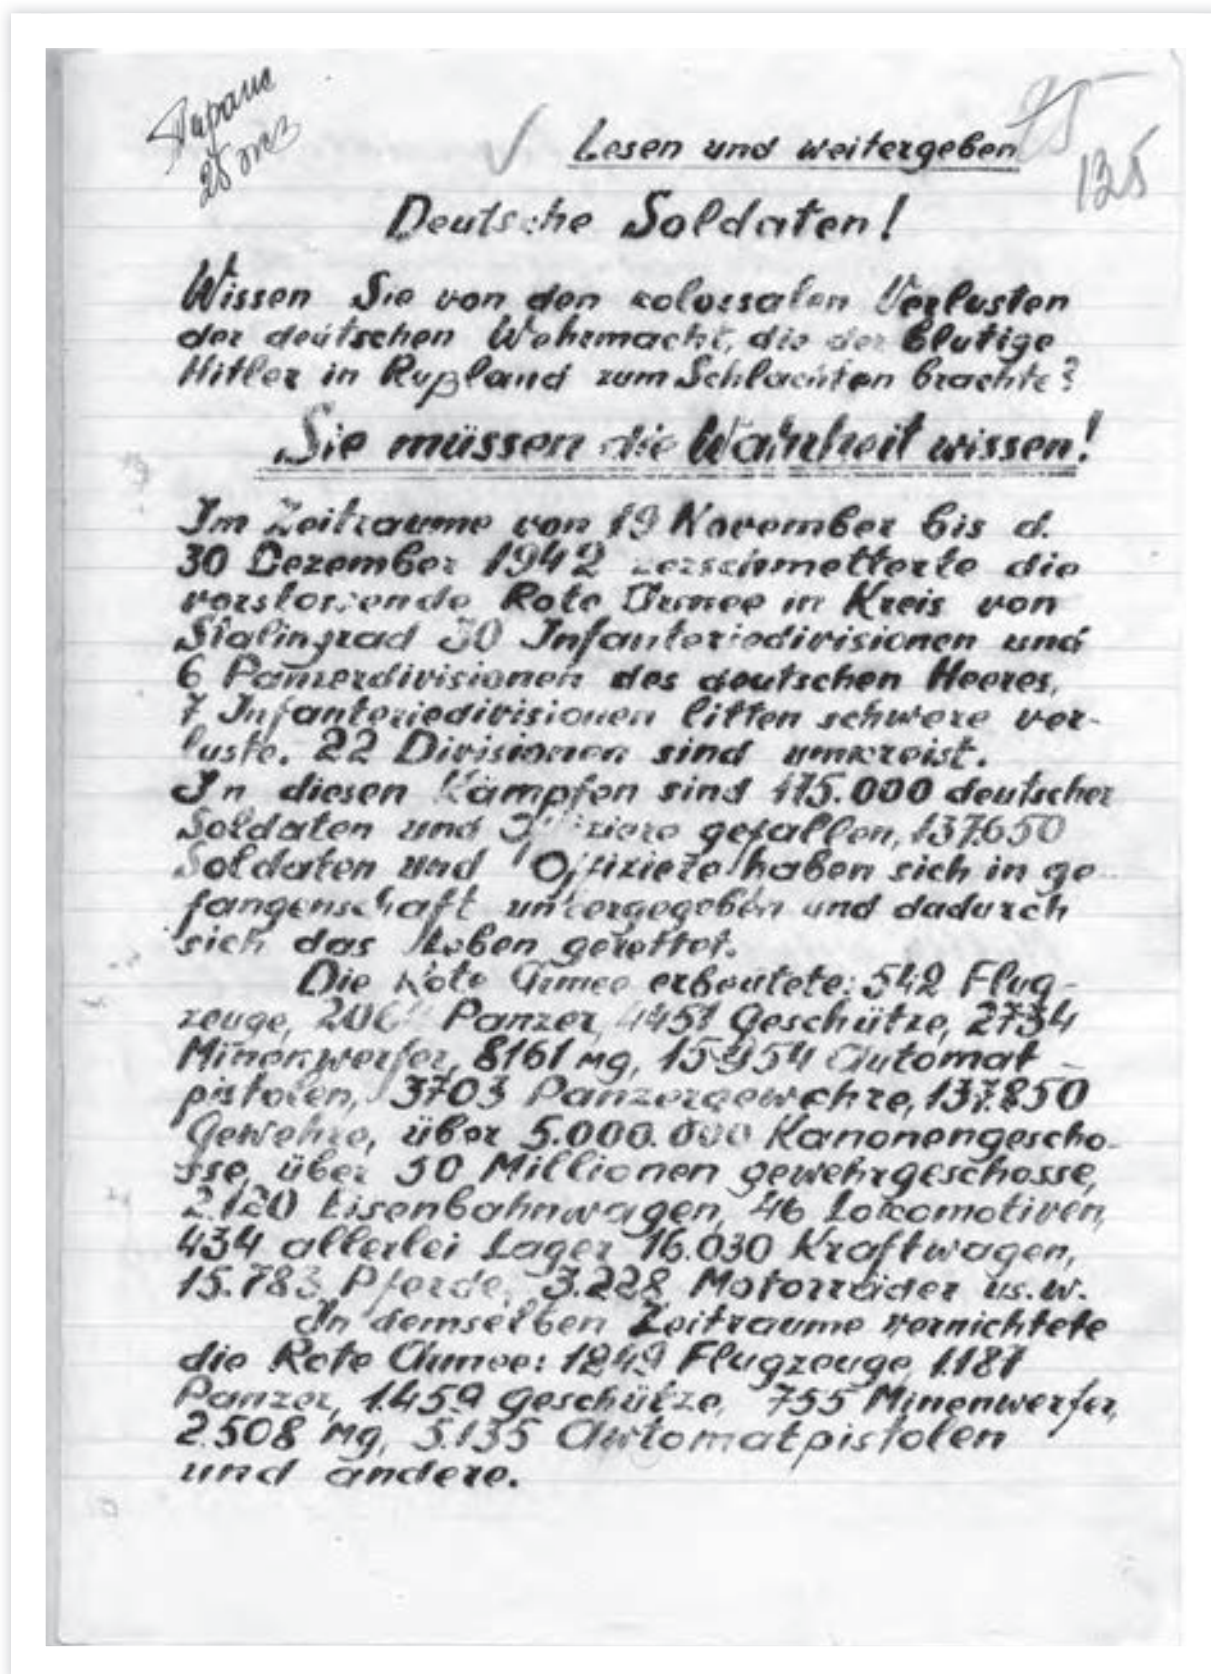 Тираж
25 экз
125
Lesen und weitergeben
Deutsche Soldaten!
Wissen Sie von den kolossalen Verlusten
der deutschen Wehrmacht, die der Blutige
Hitler in Rußland zum Schlachten brachte?
Sie müssen die Wahrheit wissen!
Im Zeitraume von 19 November bis d.
30 Dezember 1942 zerschmetterte die
vorstossende Rote Armee in Kreis von
Stalingrad 30 Infanteriedivisionen und
6 Panzerdivisionen des deutschen Heeres,
7 Infanteriedivisionen litten schwere ver-
luste. 22 Divisionen sind umkreist.
In diesen Kämpfen sind 175.000 deutscher
Soldaten und Offiziere gefallen, 137.650
Soldaten und Offiziere haben sich in ge-
fangenschaft untergegeben und dadurch
sich das Leben gerettet.
Die Rote Armee erbeutete: 542 Flug-
zeuge, Panzer, 4451 Geschütze, 2734
Minenwerfer, 8161 Mg, 15.954 Automat-
pistolen, 3703 Panzergewehre, 137.850
Gewehre, über 5.000.000 Kanonengescho-
sse, über 50 Millionen gewehrgeschosse,
2.120 Eisenbahnwagen, 46 Lokomotiven,
434 allerlei Lager 16.030 Kraftwagen,
15.783 Pferde, 3.228 Motorräder us.w.
In demselben Zeitraume vernichtete
die Rote Armee: 1249 Flugzeuge, 1.187
Panzer, 1.459 Geschütze, 755 Minenwerfer,
2.508 Mg, 5.135 Automatpistolen
und andere.